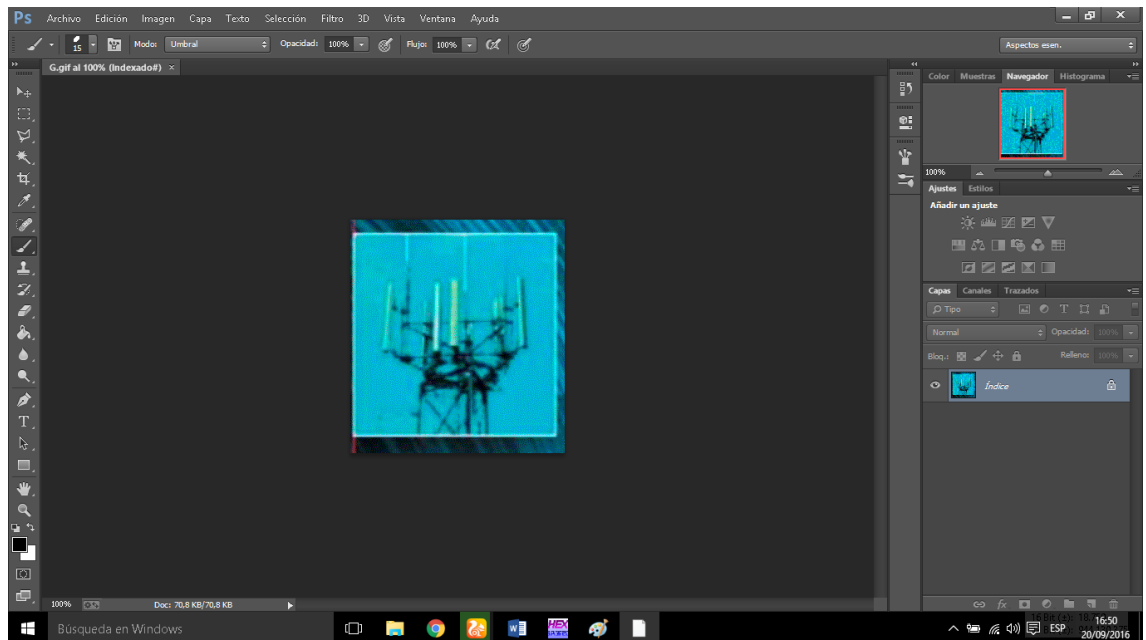 Ps Archivo Edición Imagen Capa Texto Selección Filtro 3D Vista Ventana Ayuda
15 Modo: Umbral Opacidad: 100% Flujo: 100% Aspectos esen.
G.gif al 100% (Indexado#) ×
Color Muestras Navegador Histograma
100%
Ajustes Estilos
Añadir un ajuste
Capas Canales Trazados
Tipo
Normal Opacidad: 100%
Bloq.: Relleno: 100%
Índice
100% Doc: 70,8 KB/70,8 KB
fx
Búsqueda en Windows
HEX
ESP
16:50
20/09/2016